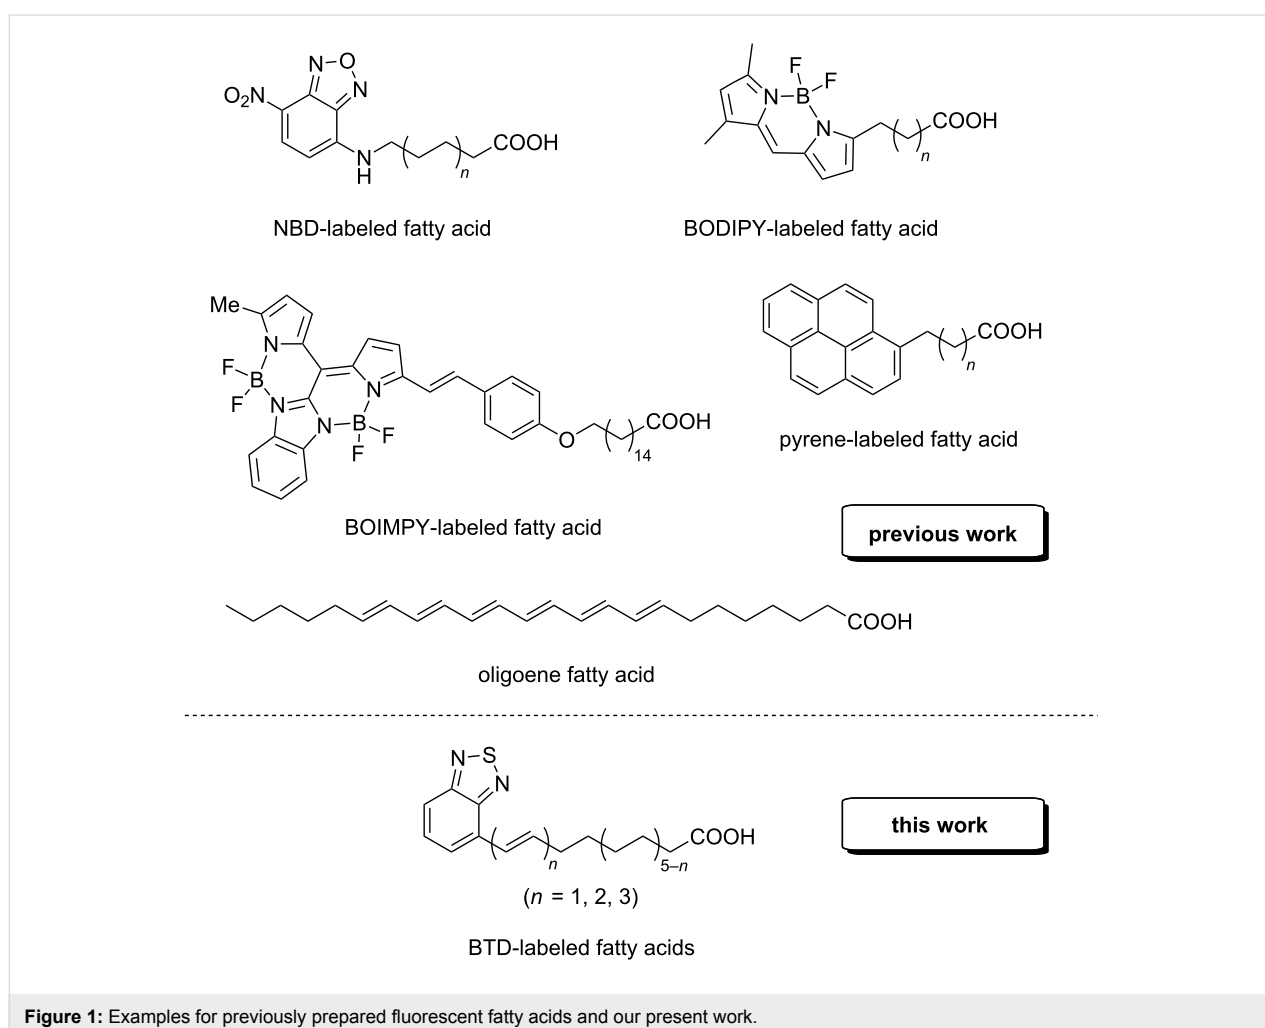 N O
N
O2N
N
H
n
COOH
NBD-labeled fatty acid
F
F
N B
N
n
COOH
BODIPY-labeled fatty acid
Me
N
F
B
F
N
N
N
B
F
F
O
14
COOH
BOIMPY-labeled fatty acid
n
COOH
pyrene-labeled fatty acid
previous work
COOH
oligoene fatty acid
N S
N
n
5–n
COOH
(n = 1, 2, 3)
BTD-labeled fatty acids
this work
Figure 1: Examples for previously prepared fluorescent fatty acids and our present work.